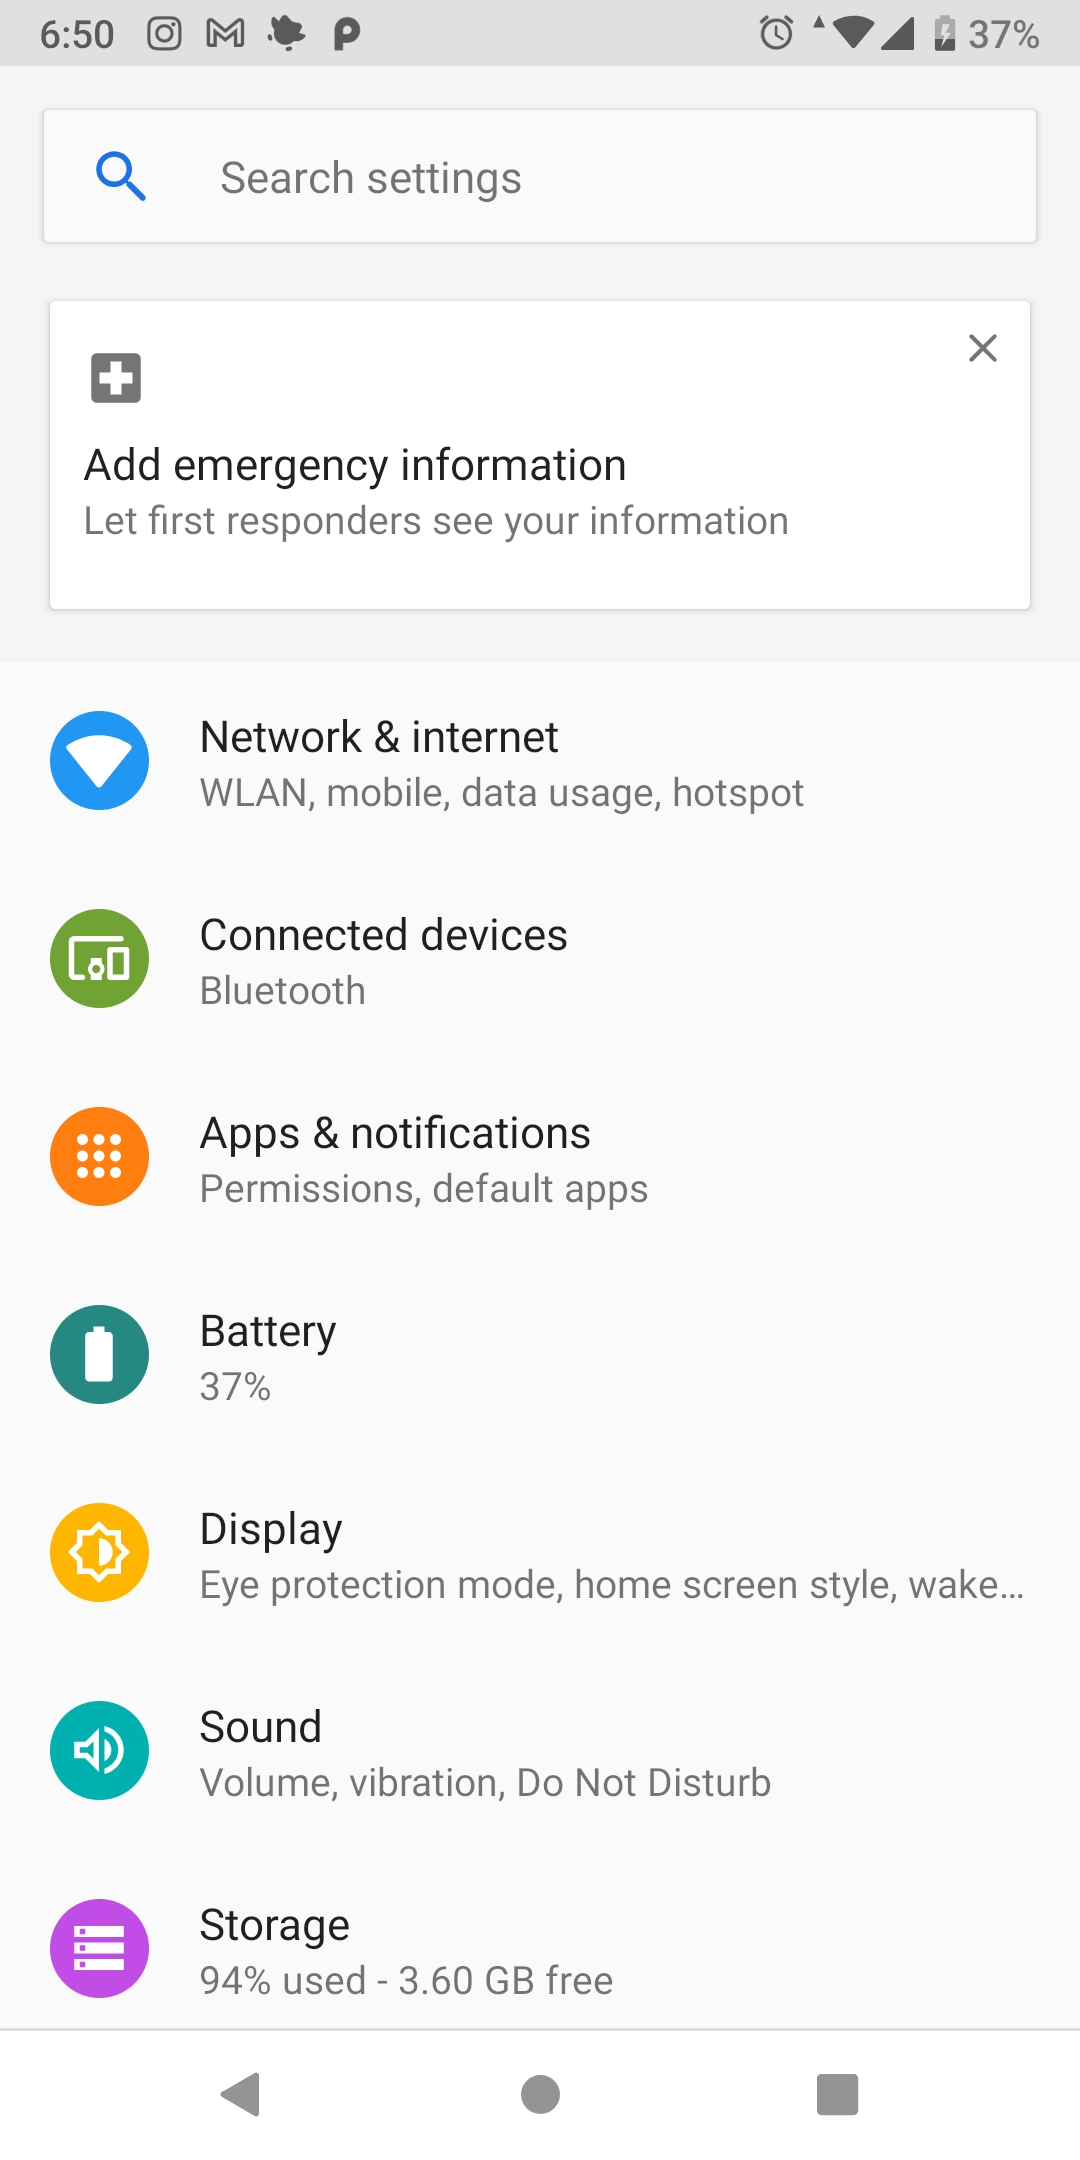 6:50 37%
Search settings
Add emergency information
Let first responders see your information
Network & internet
WLAN, mobile, data usage, hotspot
Connected devices
Bluetooth
Apps & notifications
Permissions, default apps
Battery
37%
Display
Eye protection mode, home screen style, wake...
Sound
Volume, vibration, Do Not Disturb
Storage
94% used - 3.60 GB free